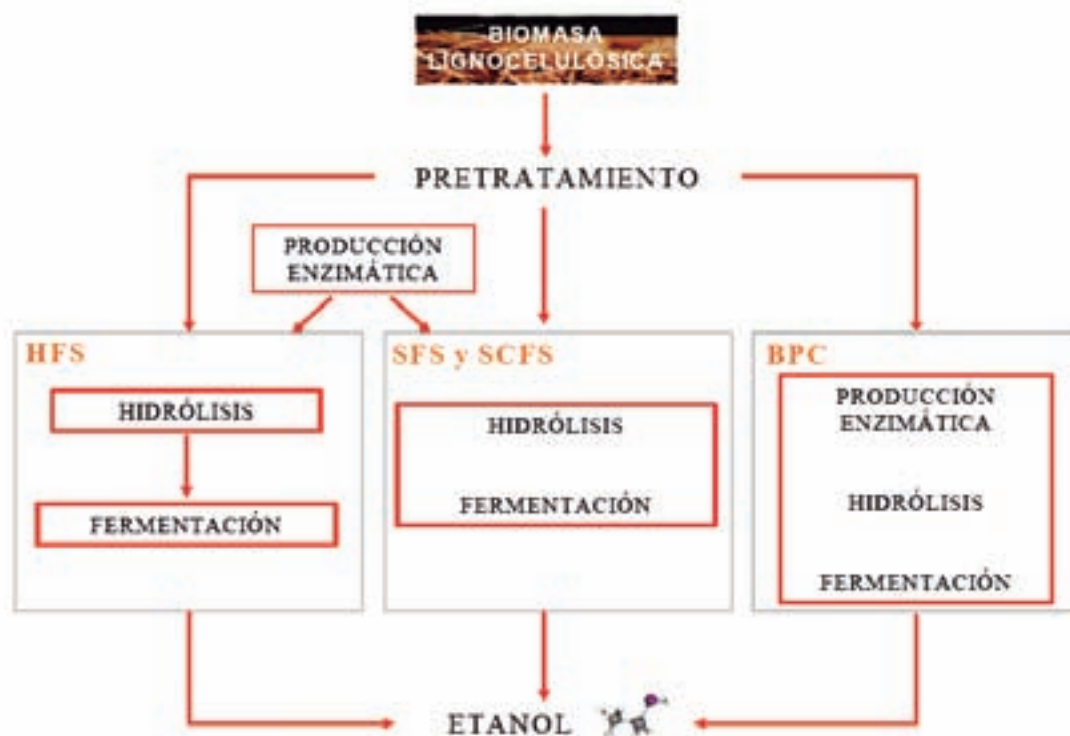 BIOMASA
LIGNOCELULÓSICA
PRETRATAMIENTO
PRODUCCIÓN
ENZIMÁTICA
HFS
HIDRÓLISIS
FERMENTACIÓN
SFS y SCFS
HIDRÓLISIS
FERMENTACIÓN
BPC
PRODUCCIÓN
ENZIMÁTICA
HIDRÓLISIS
FERMENTACIÓN
ETANOL